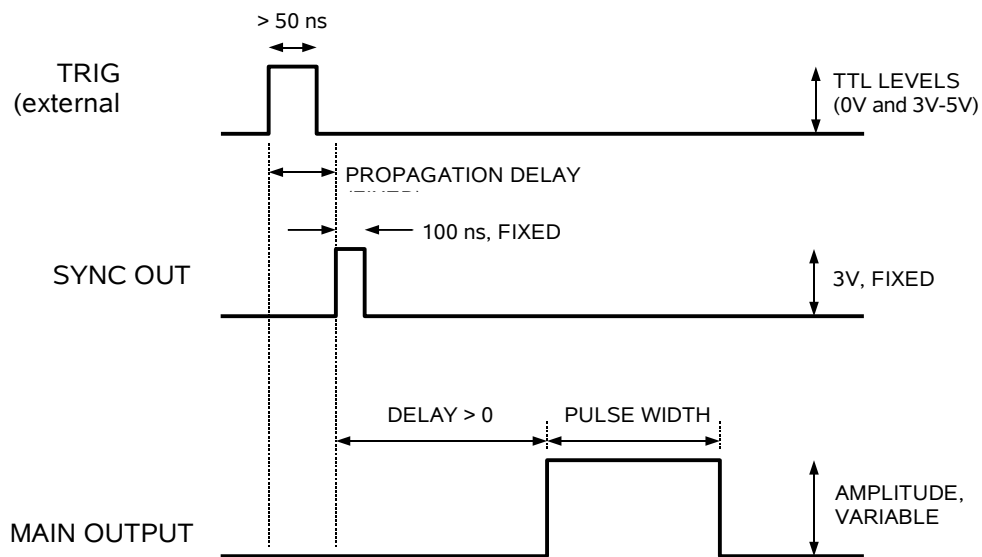 > 50 ns
TRIG
(external
TTL LEVELS
(0V and 3V-5V)
PROPAGATION DELAY
100 ns, FIXED
SYNC OUT
3V, FIXED
DELAY > 0
PULSE WIDTH
AMPLITUDE,
VARIABLE
MAIN OUTPUT